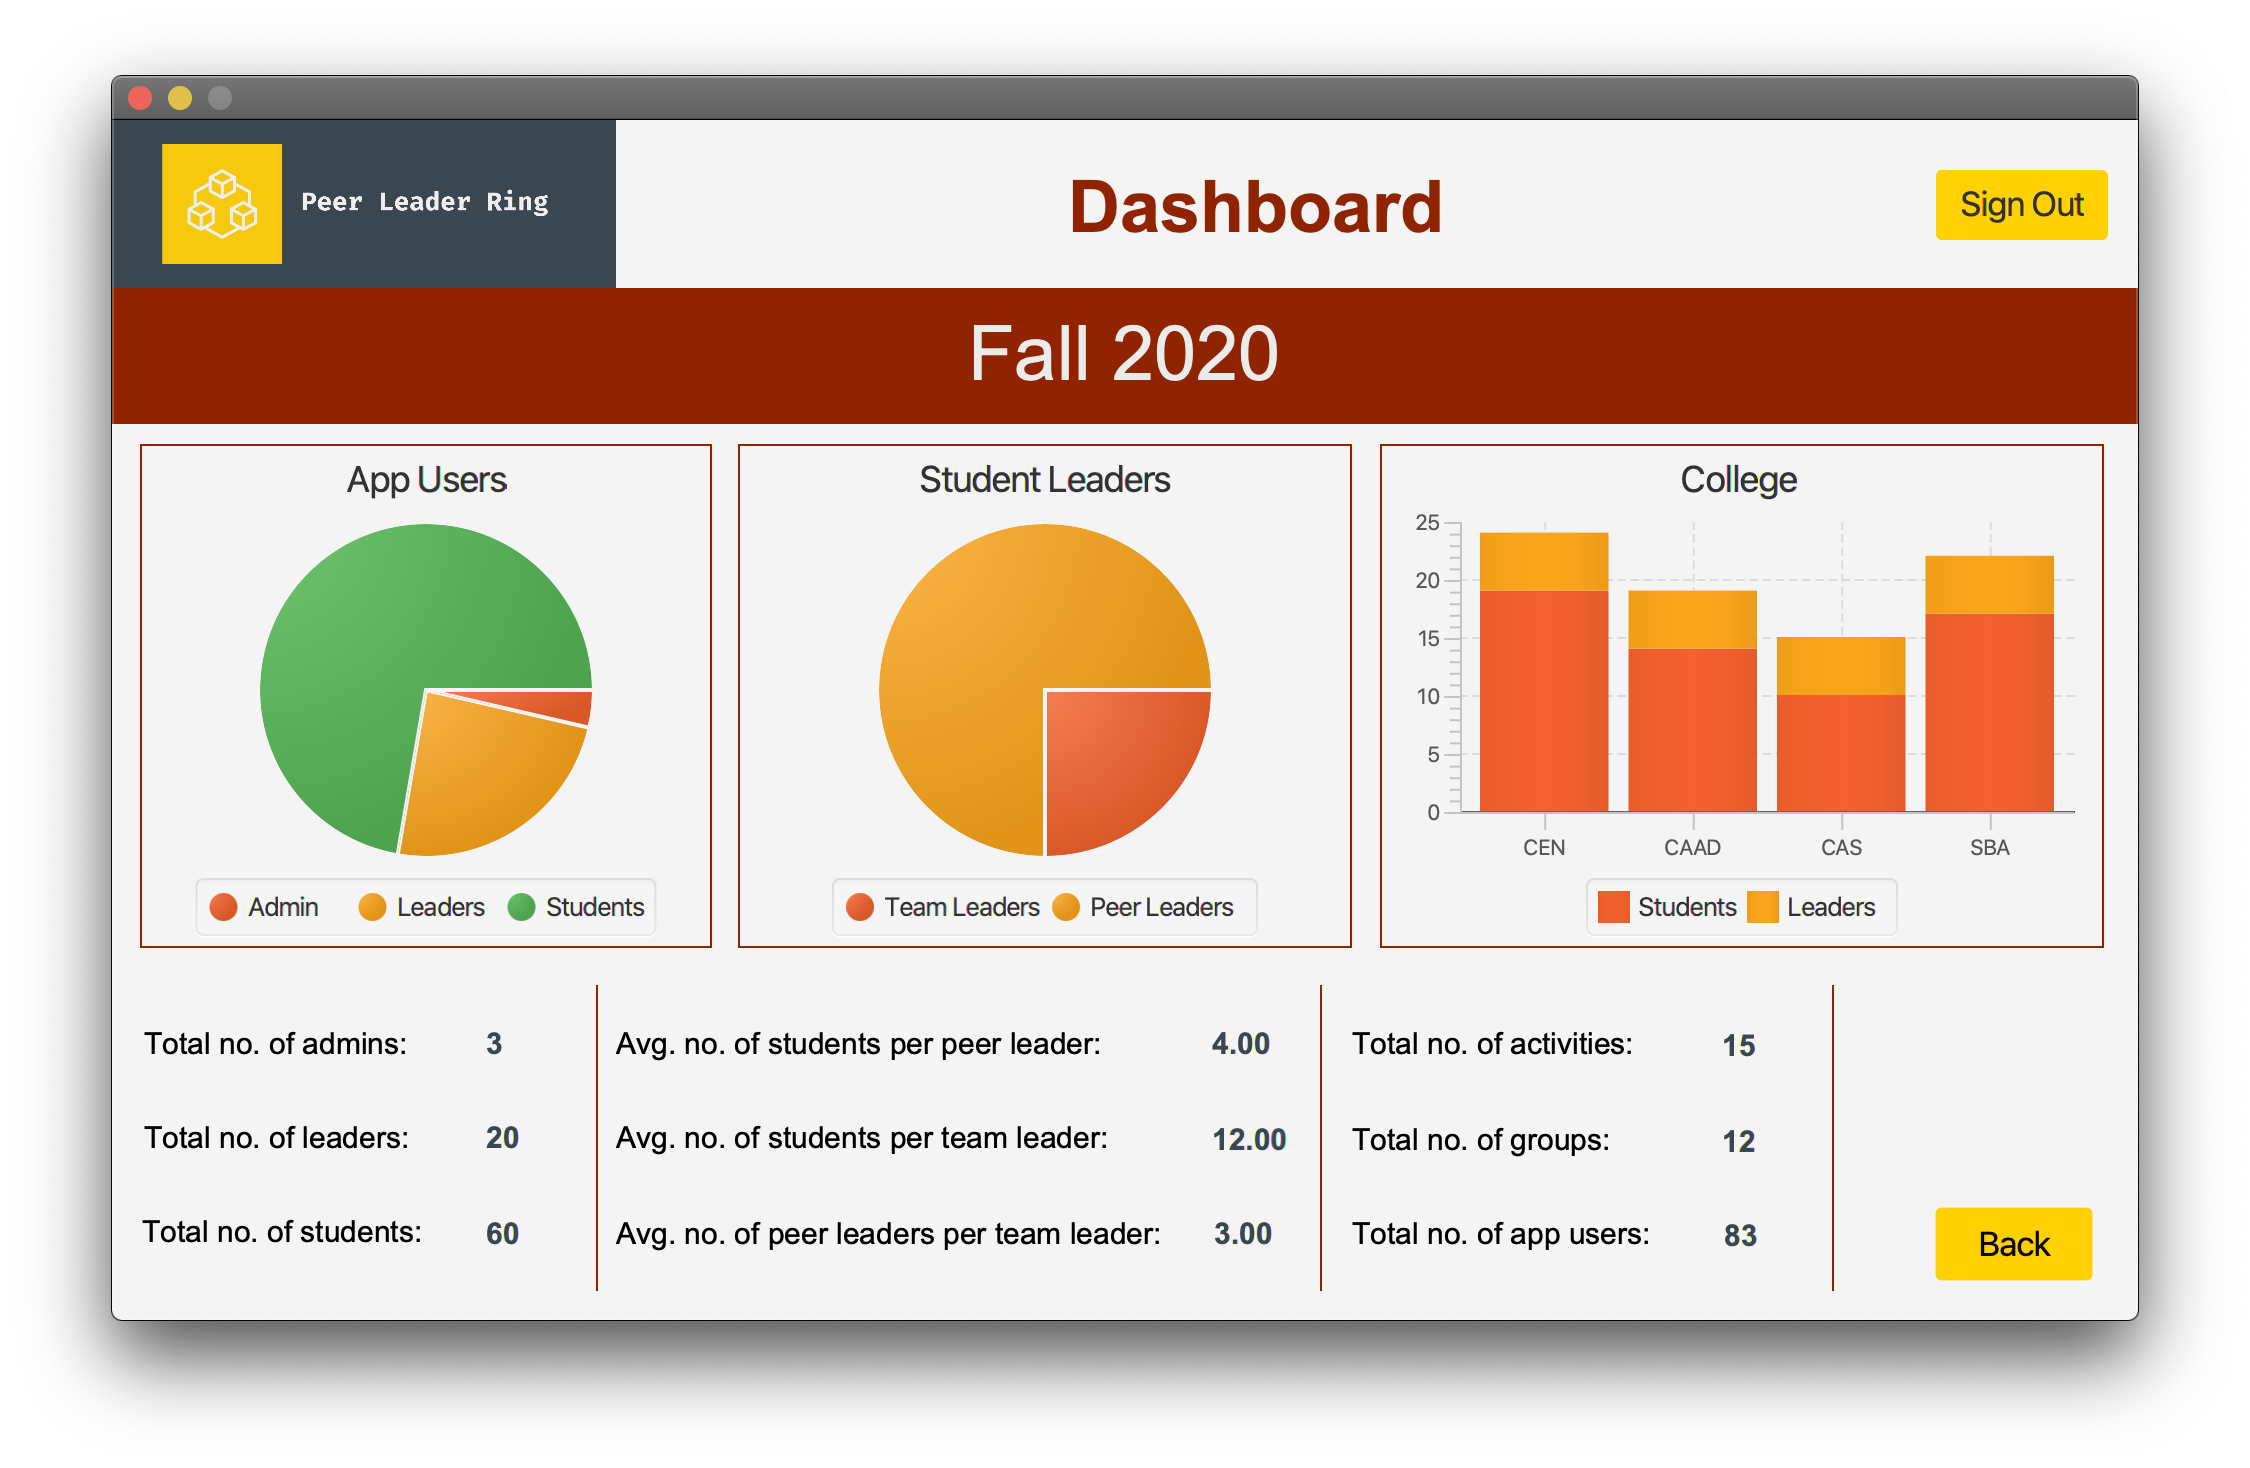 Peer Leader Ring
Dashboard
Sign Out
Fall 2020
App Users
Admin
Leaders
Students
Student Leaders
Team Leaders
Peer Leaders
College
25
20
15
10
5
0
CEN
CAAD
CAS
SBA
Students
Leaders
Total no. of admins: 3
Total no. of leaders: 20
Total no. of students: 60
Avg. no. of students per peer leader: 4.00
Avg. no. of students per team leader: 12.00
Avg. no. of peer leaders per team leader: 3.00
Total no. of activities: 15
Total no. of groups: 12
Total no. of app users: 83
Back